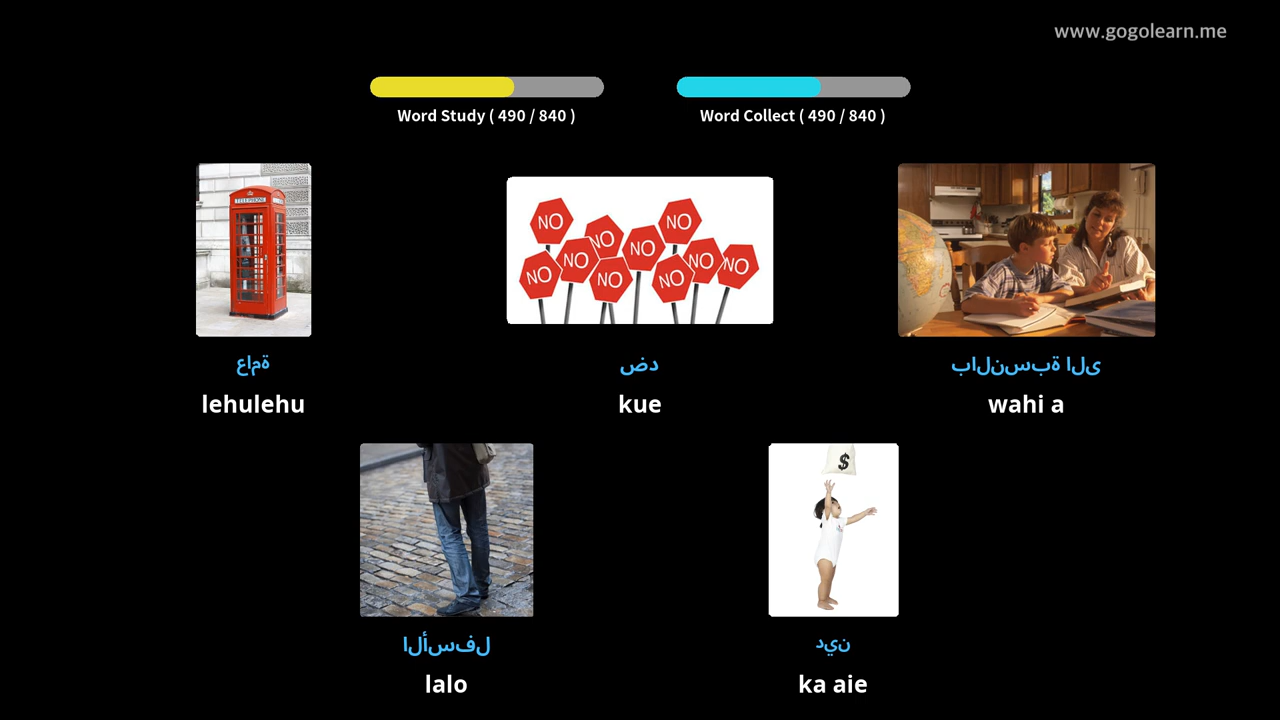 www.gogolearn.me
Word Study ( 490 / 840 )
Word Collect ( 490 / 840 )
TELEPHONE
NO
NO
NO
NO
NO
NO
NO
NO
NO
NO
عامة
lehulehu
ضد
kue
بالنسبة الى
wahi a
$
الأسفل
lalo
دين
ka aie